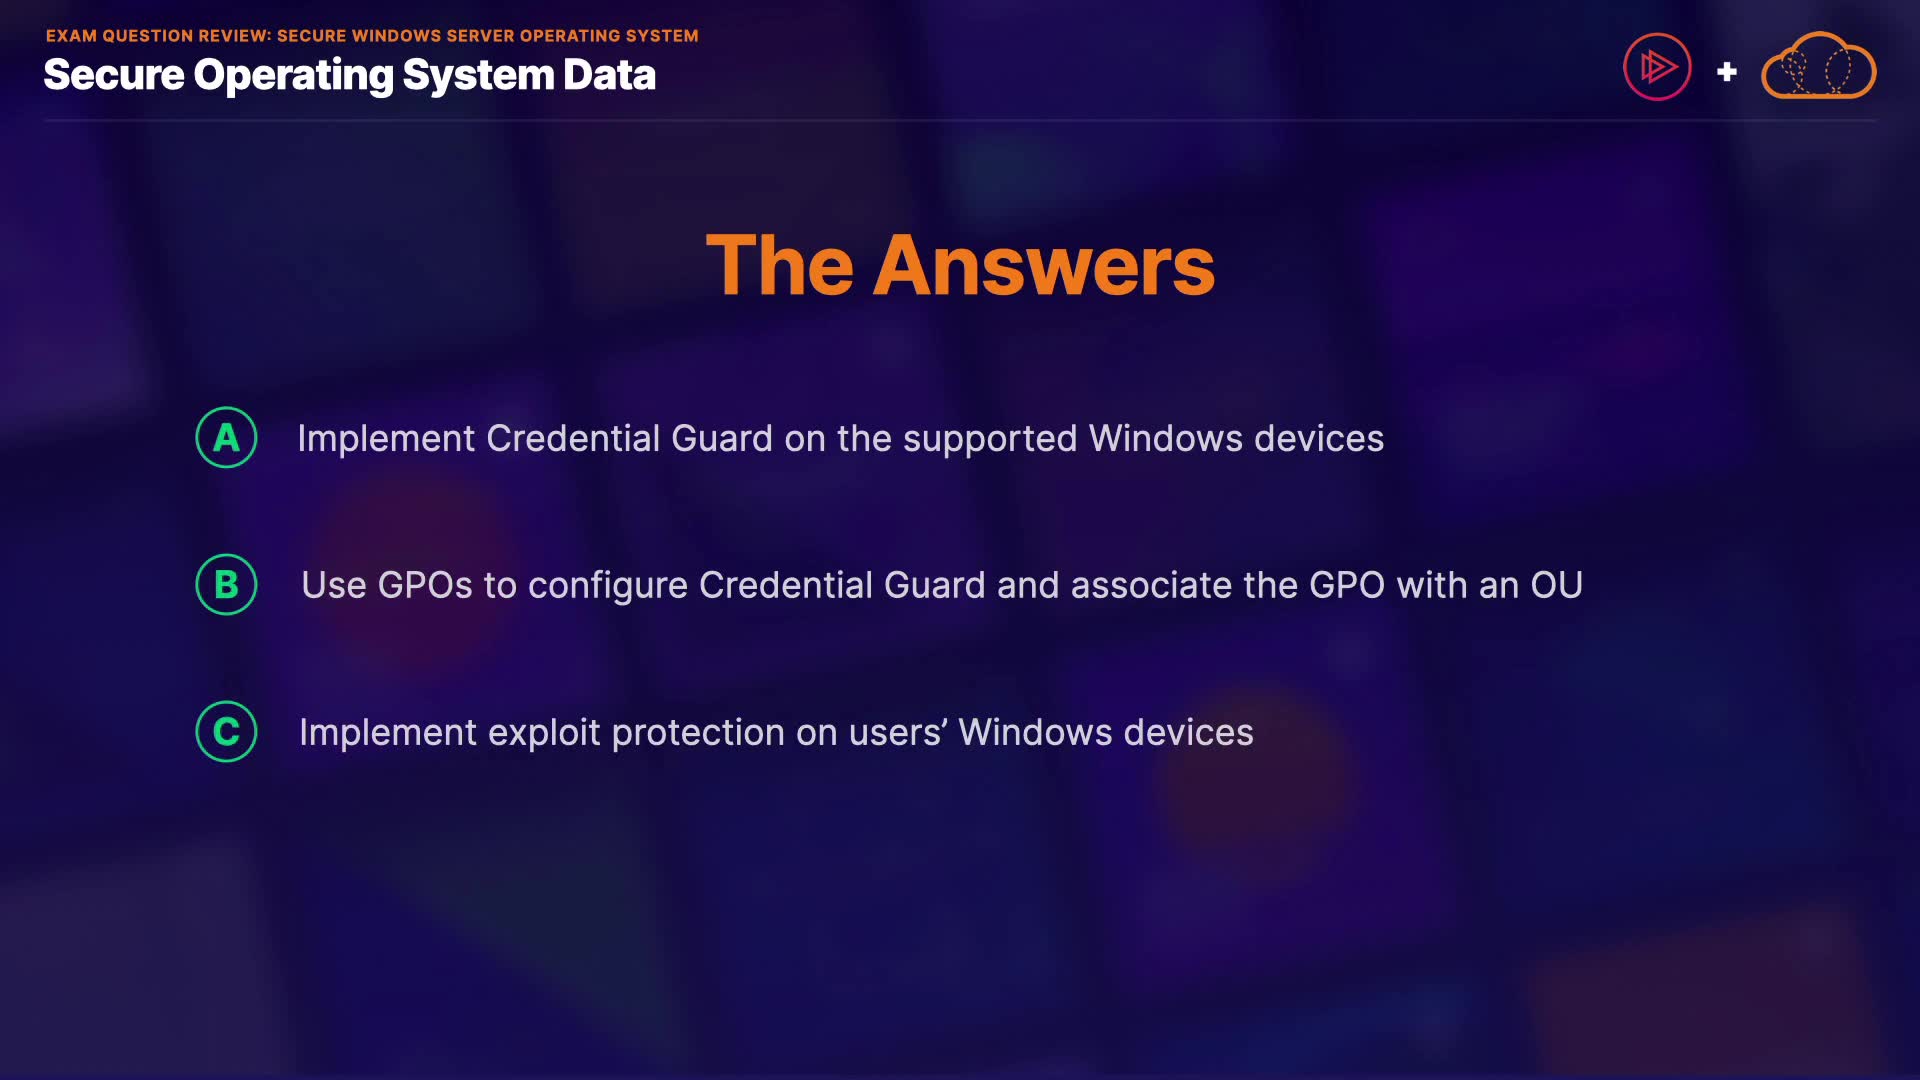 EXAM QUESTION REVIEW: SECURE WINDOWS SERVER OPERATING SYSTEM
Secure Operating System Data
+
The Answers
A Implement Credential Guard on the supported Windows devices
B Use GPOs to configure Credential Guard and associate the GPO with an OU
C Implement exploit protection on users’ Windows devices